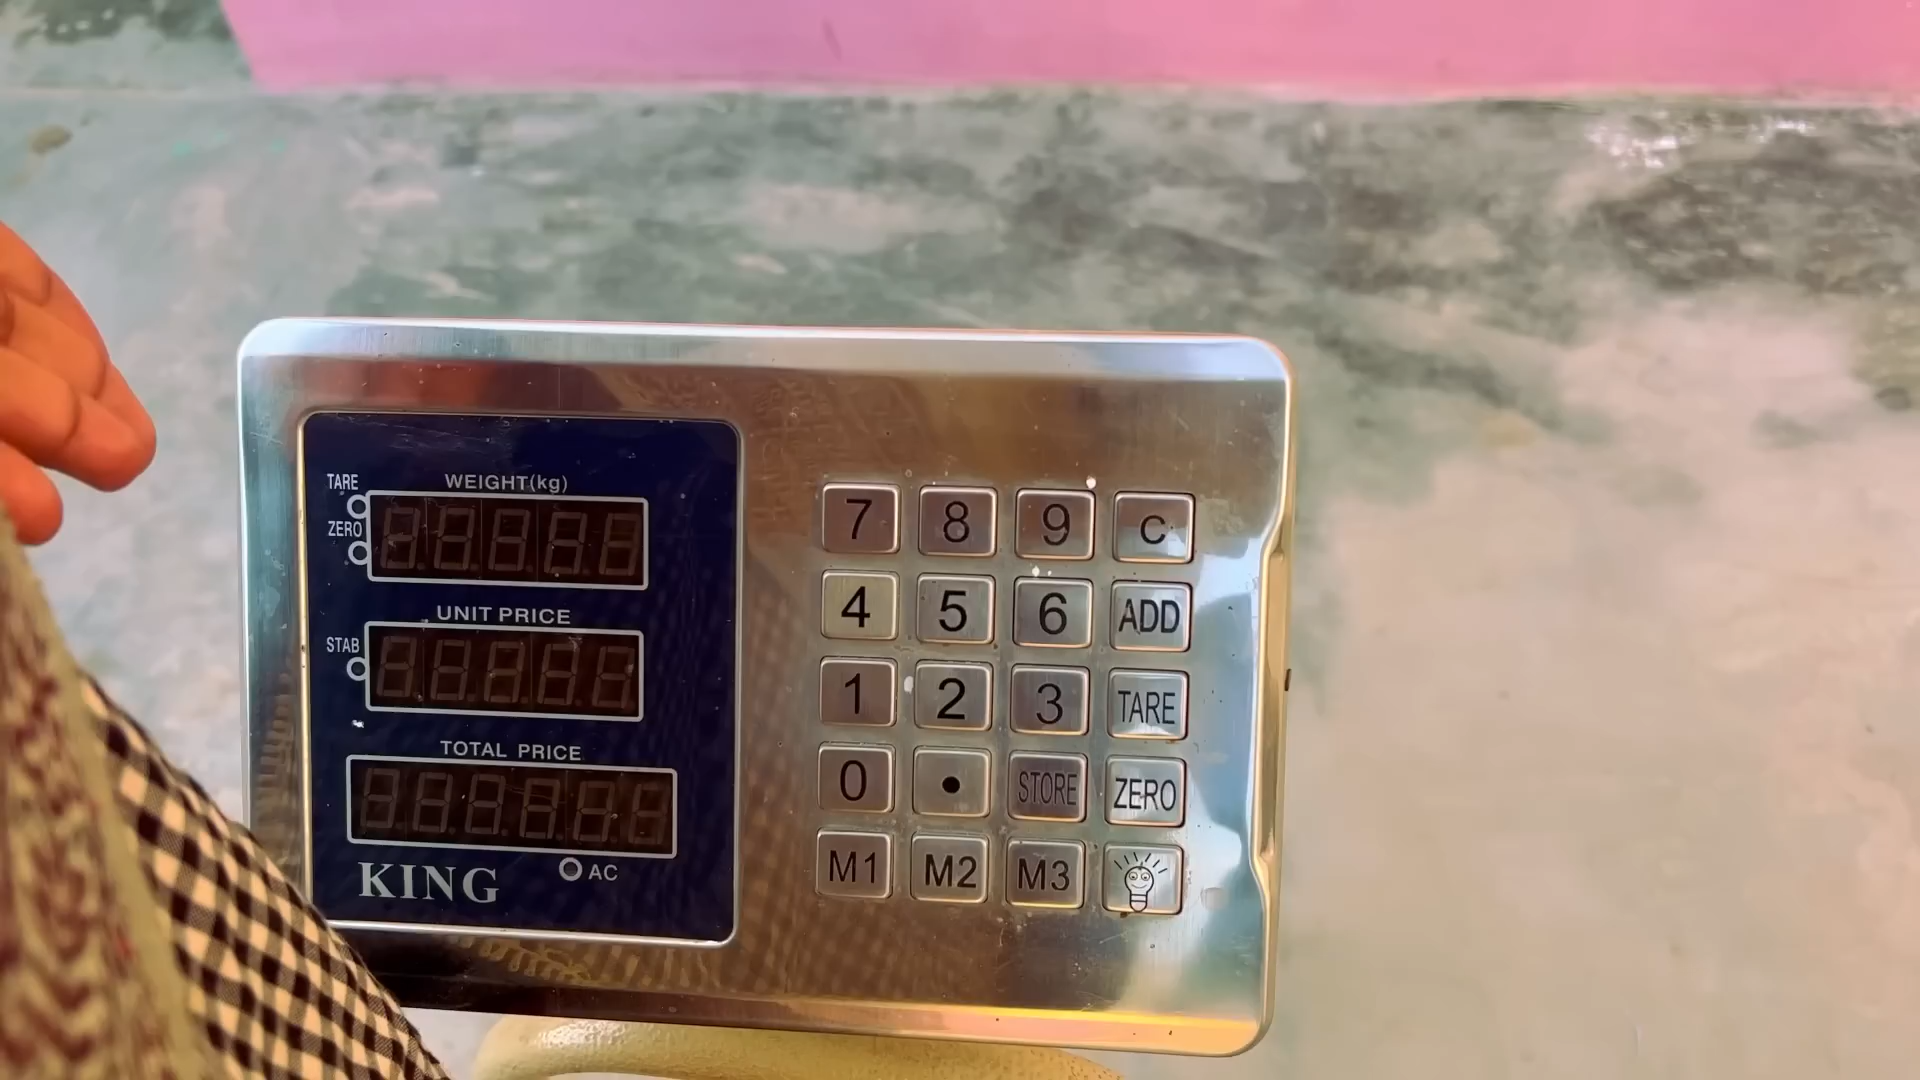 WEIGHT(kg)
TARE
ZERO
UNIT PRICE
STAB
TOTAL PRICE
KING
AC
7 8 9 C
4 5 6 ADD
1 2 3 TARE
0 • STORE ZERO
M1 M2 M3